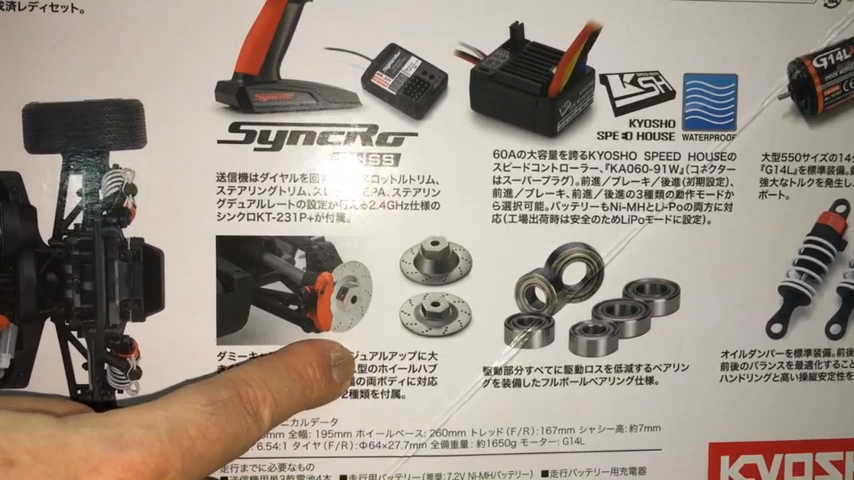 成済レディセット。
SYNCRO
送信機はダイヤルを回
ロットルトリム、
ステアリングトリム、ス
EPA、ステアリン
グデュアルレートの設定が行える2.4GHz仕様の
シンクロKT-231P+が付属。
KSH
KYOSHO
SPEED HOUSE
WATERPROOF
60Aの大容量を誇るKYOSHO SPEED HOUSEの
スピードコントローラー、「KA060-91W」(コネクター
はスーパープラグ)。前進/ブレーキ/後進(初期設定)、
前進/ブレーキ、前進/後進の3種類の動作モードか
ら選択可能。バッテリーもNi-MHとLi-Poの両方に対
応(工場出荷時は安全のためLiPoモードに設定)。
G14L
大型550サイズの14
「G14L」を標準装備。
強大なトルクを発生し、
ポート。
ダミーキャ
ジュアルアップに大
型のホイールハブ
の両ボディに対応
2種類を付属。
駆動部分すべてに駆動ロスを低減するベアリン
グを装備したフルボールベアリング仕様。
オイルダンパーを標準装備。前後
前後のバランスを最適化すること
ハンドリングと高い操縦安定性を
ニカルデータ
mm 全幅: 195mm ホイールベース: 260mm トレッド(F/R):167mm シャシー高:約7mm
6.54:1 タイヤ(F/R):Φ64×27.7mm 全備重量: 約1650g モーター: G14L
走行までに必要なもの
■送信機用単3乾電池4本
■走行用バッテリー(推奨:7.2V Ni-MHバッテリー)
■走行バッテリー用充電器
KYOSHO